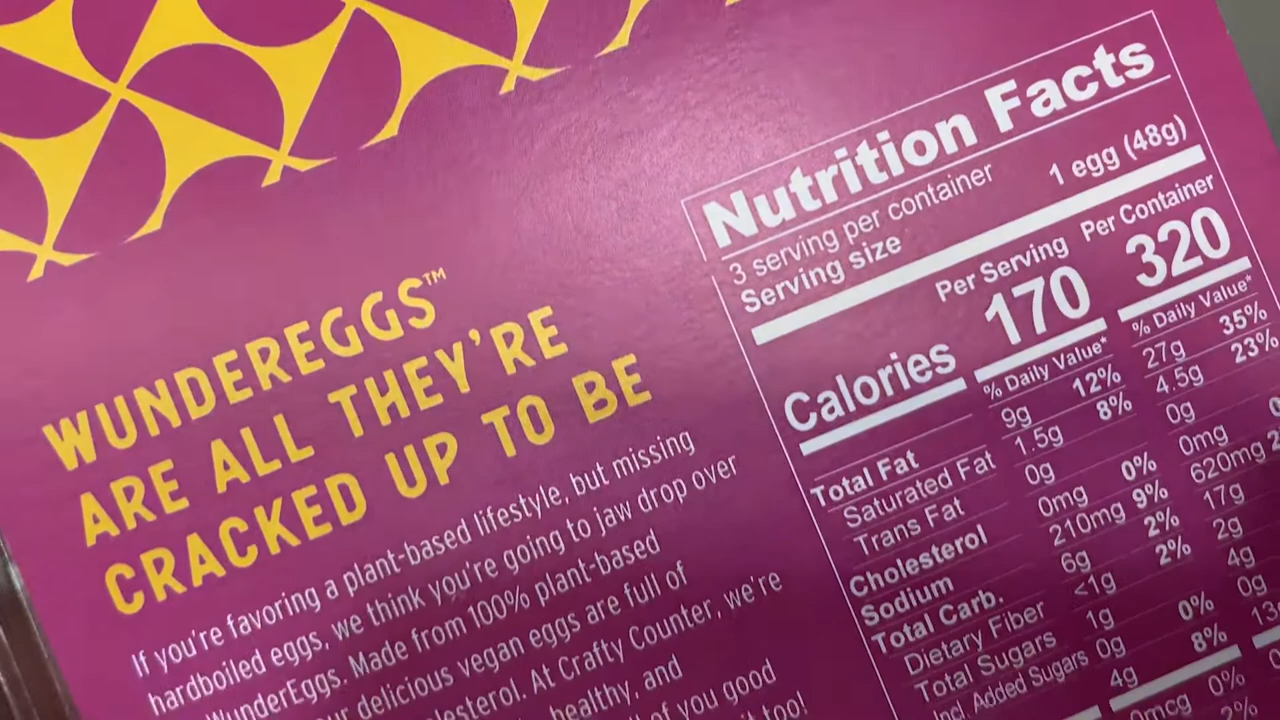 WUNDEREGGS™
ARE ALL THEY'RE
CRACKED UP TO BE
If you're favoring a plant-based lifestyle, but missing
hardboiled eggs, we think you're going to jaw drop over
WunderEggs. Made from 100% plant-based
delicious vegan eggs are full of
At Crafty Counter, we're
healthy, and
of you good
it too!
Nutrition Facts
3 serving per container
Serving size 1 egg (48g)
Per Serving Per Container
Calories 170 320
% Daily Value* % Daily Value*
Total Fat 9g 12% 27g 35%
Saturated Fat 1.5g 8% 4.5g 23%
Trans Fat 0g 0g
Cholesterol 0mg 0% 0mg
Sodium 210mg 9% 620mg
Total Carb. 6g 2% 17g
Dietary Fiber <1g 2% 2g
Total Sugars 1g 4g
Incl. Added Sugars 0g 0% 0g
4g 8%
0%